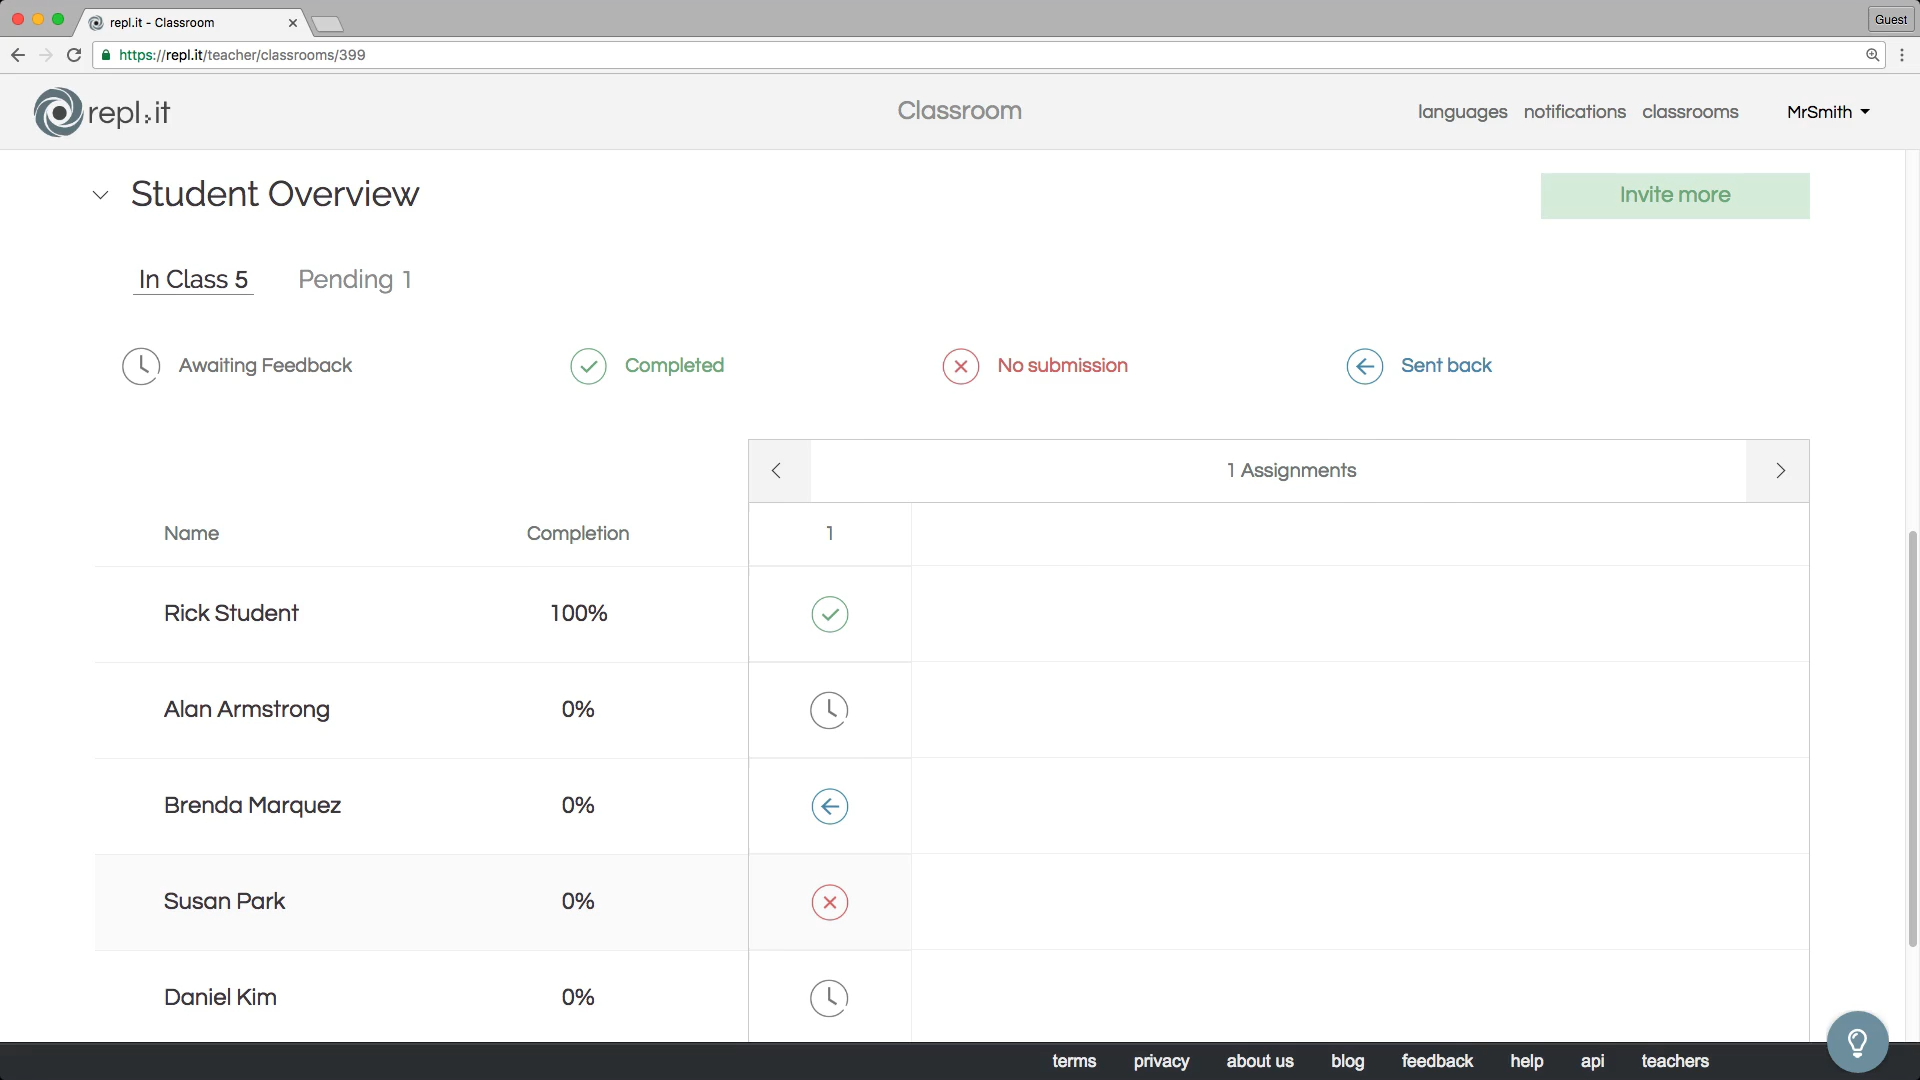 repl.it - Classroom
Guest
https://repl.it/teacher/classrooms/399
repl.it
Classroom
languages notifications classrooms MrSmith
Student Overview
Invite more
In Class 5 Pending 1
Awaiting Feedback Completed No submission Sent back
1 Assignments
Name Completion 1
Rick Student 100%
Alan Armstrong 0%
Brenda Marquez 0%
Susan Park 0%
Daniel Kim 0%
terms privacy about us blog feedback help api teachers